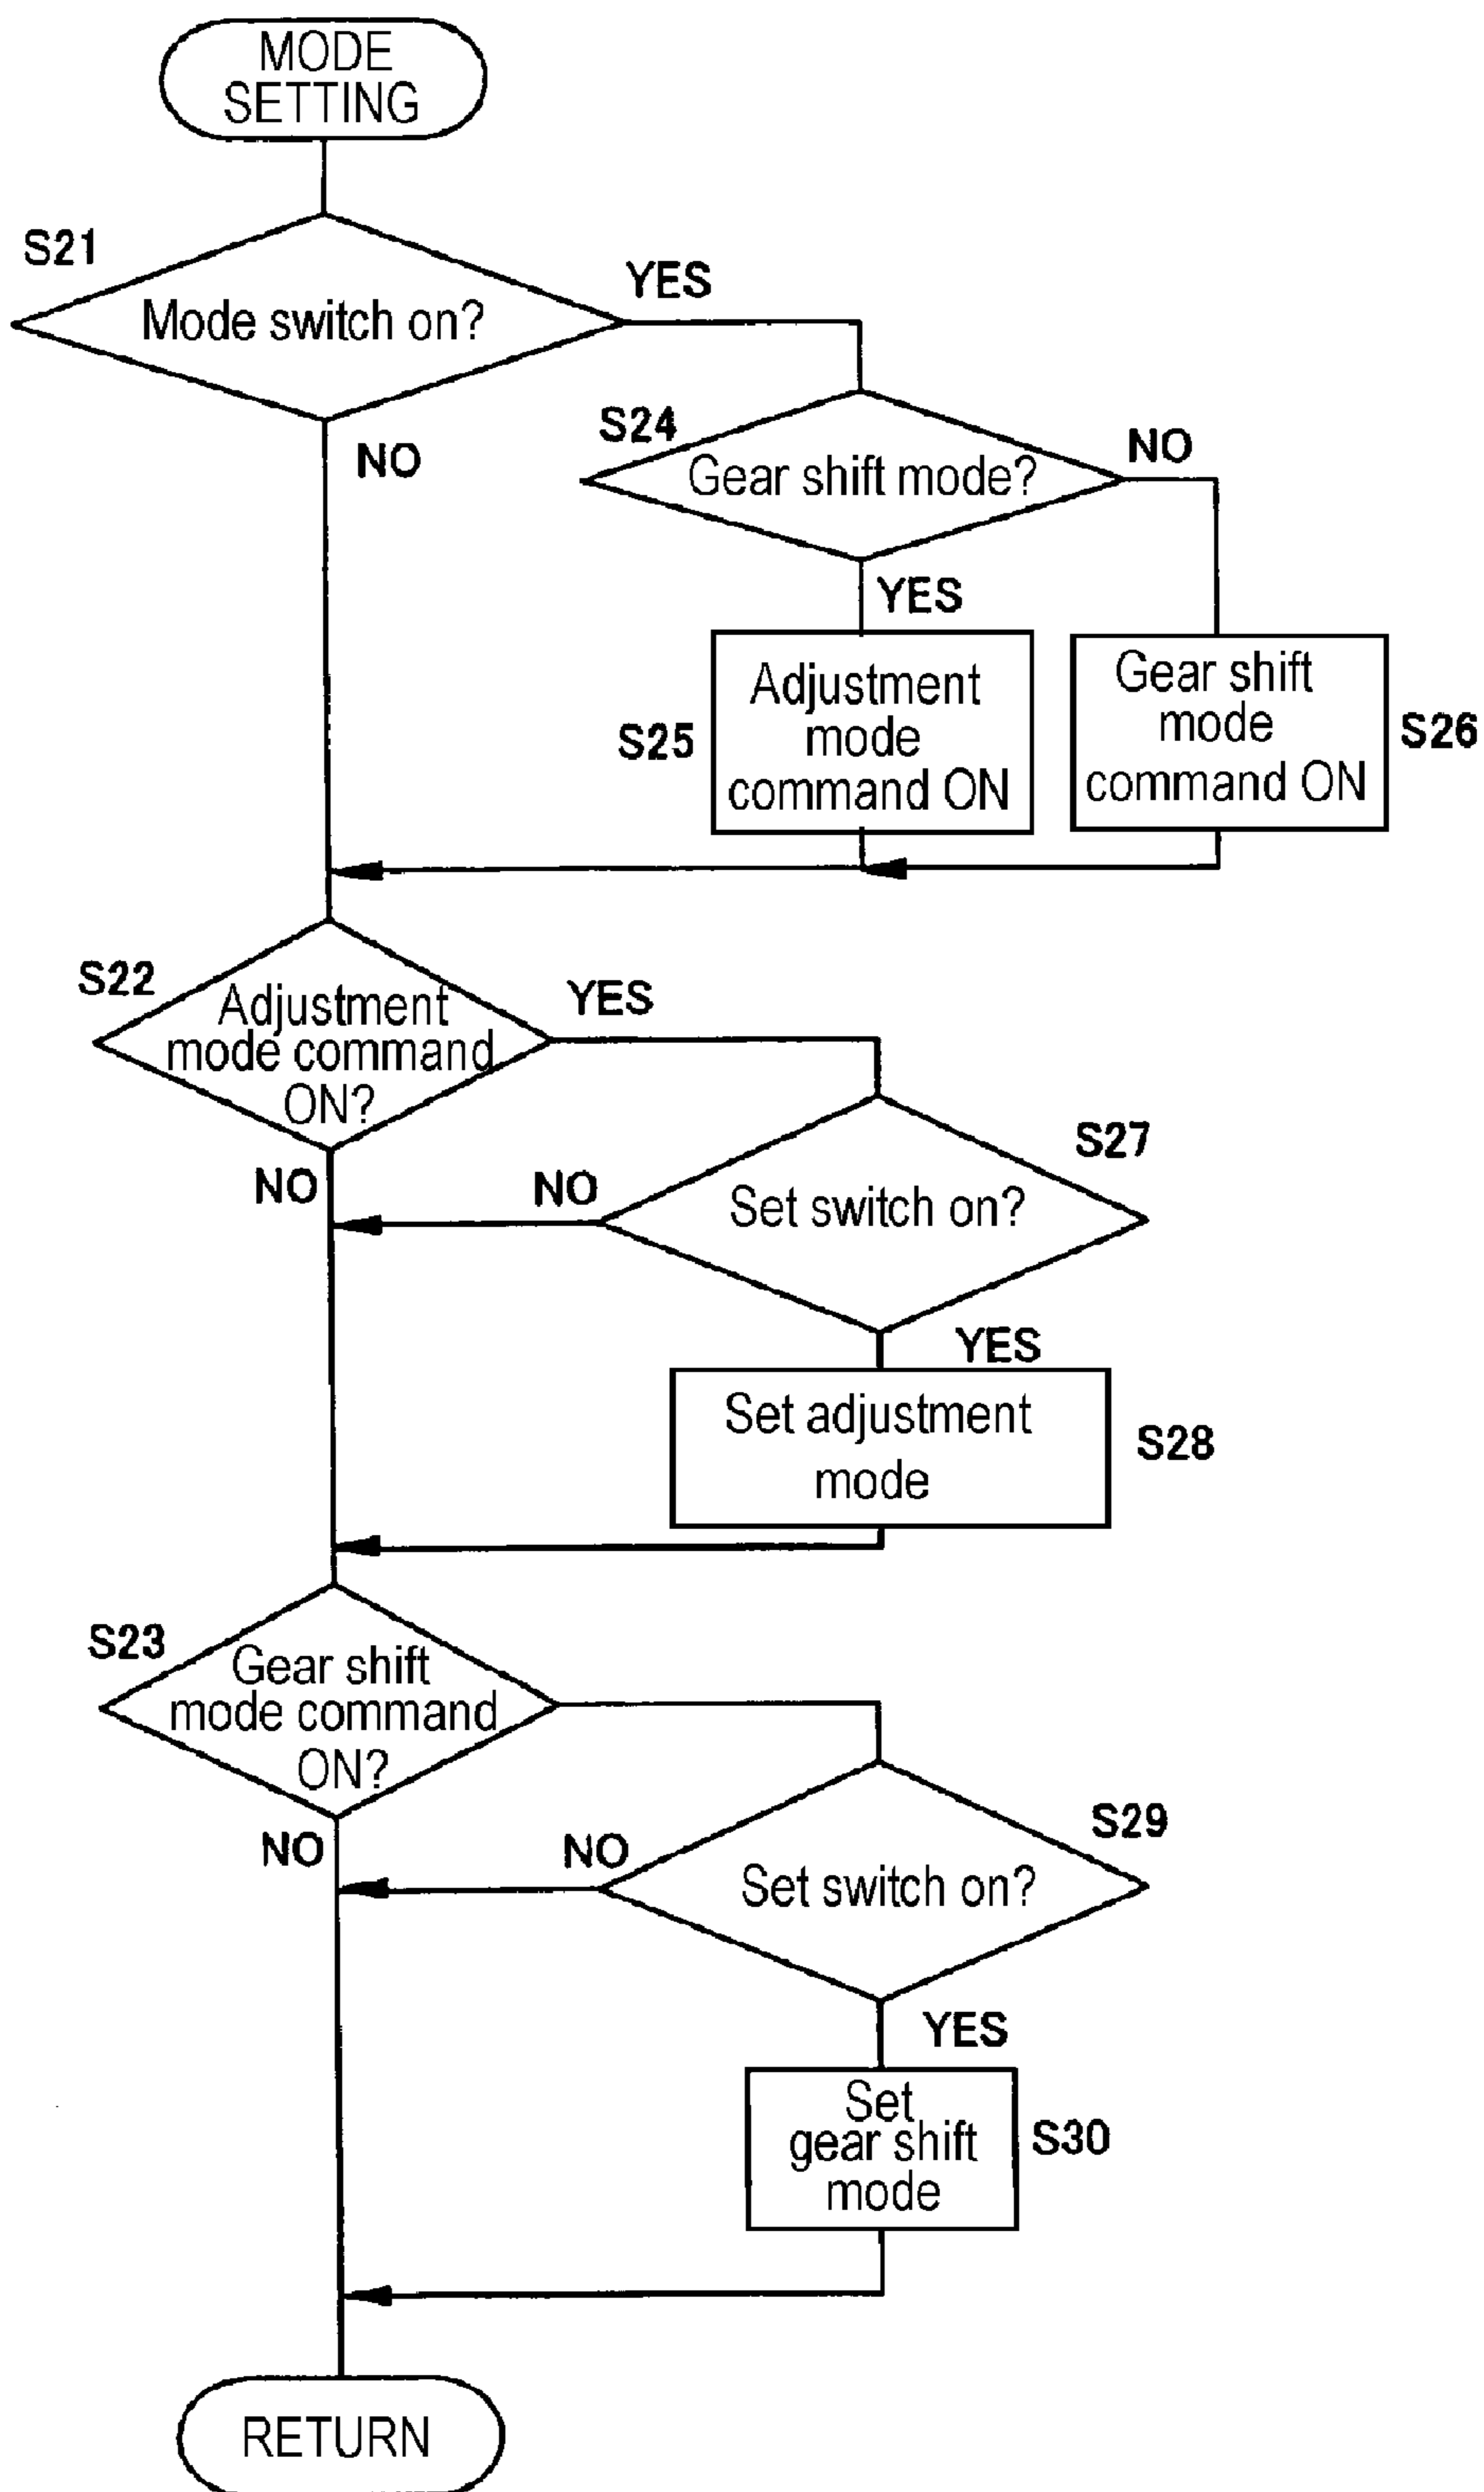 MODE
SETTING
S21
Mode switch on?
YES
NO
S24
Gear shift mode?
NO
YES
S25
Adjustment
mode
command ON
Gear shift
mode
command ON
S26
S22
Adjustment
mode command
ON?
YES
NO
S27
Set switch on?
NO
YES
Set adjustment
mode
S28
S23
Gear shift
mode command
ON?
NO
S29
Set switch on?
NO
YES
Set
gear shift
mode
S30
RETURN